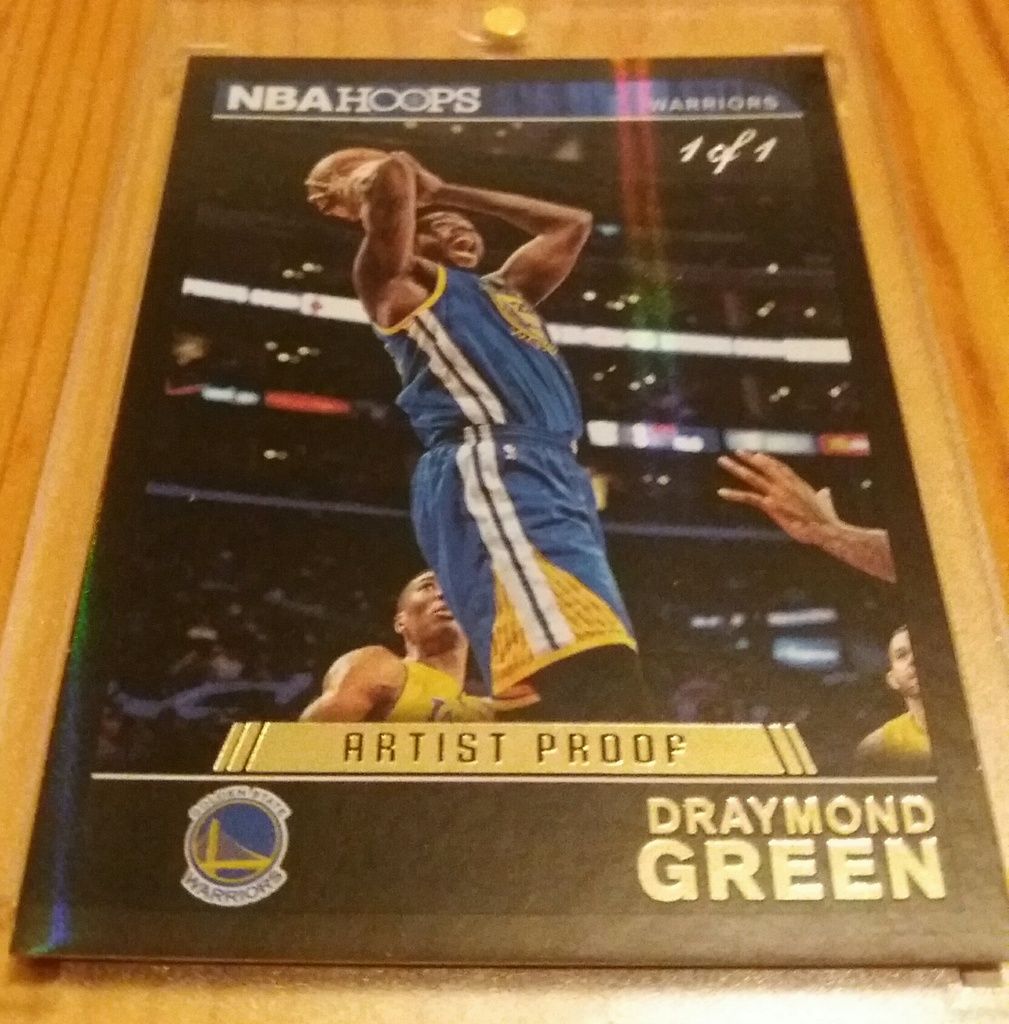 NBA HOOPS WARRIORS
1 of 1
ARTIST PROOF
GOLDEN STATE
WARRIORS
DRAYMOND
GREEN